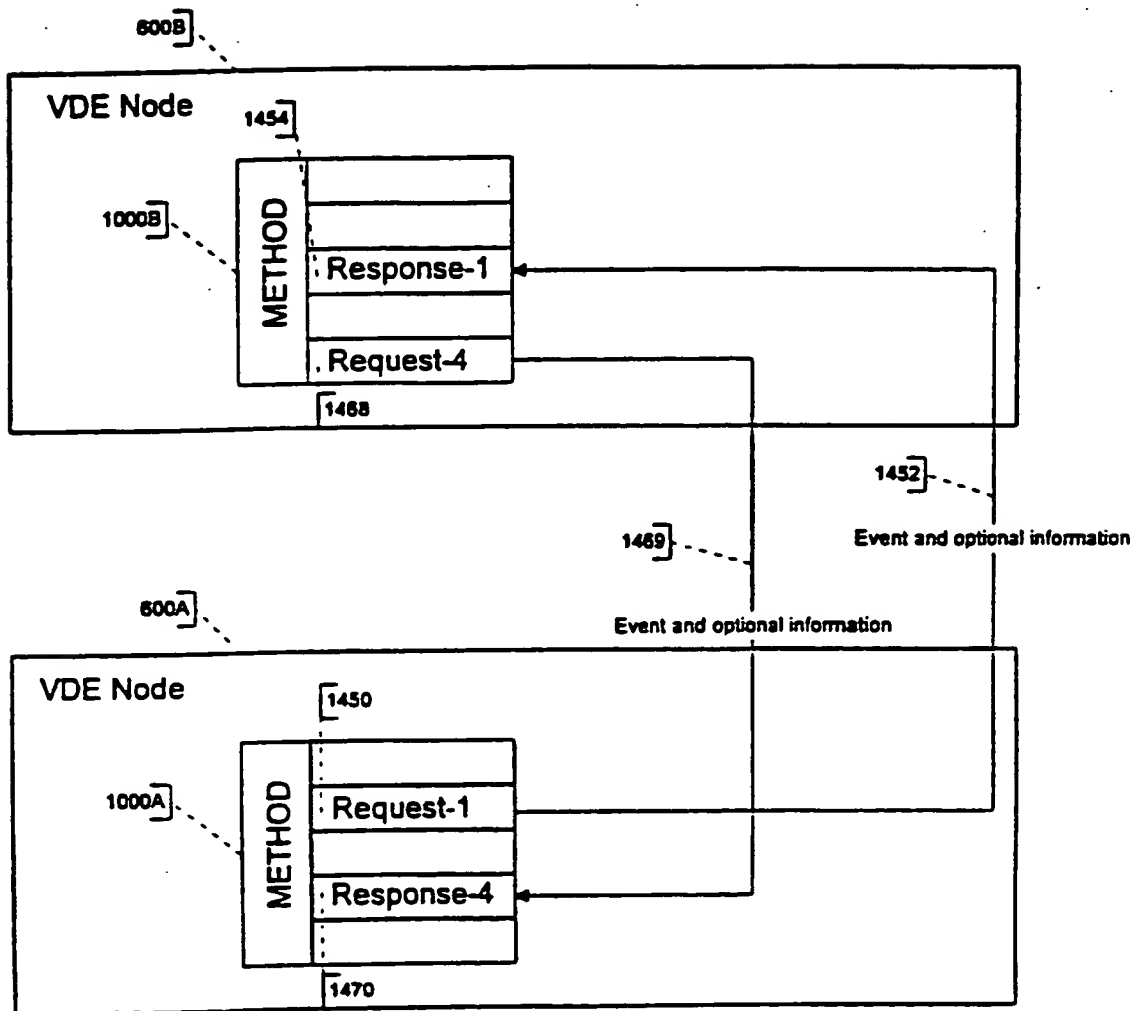 600B
VDE Node
1454
1000B
METHOD
Response-1
Request-4
1468
1452
1469
Event and optional information
600A
Event and optional information
VDE Node
1450
1000A
METHOD
Request-1
Response-4
1470